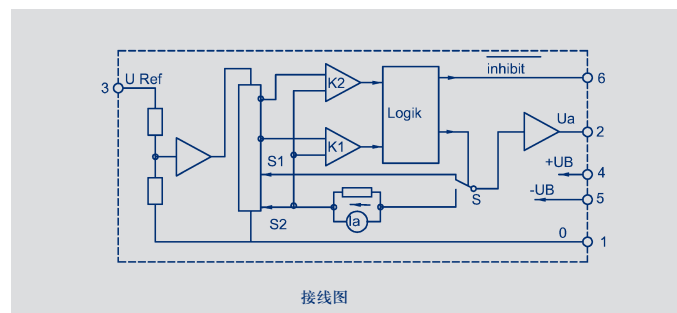 inhibit
6
3
U Ref
K2
Logik
Ua
2
K1
+UB
4
S1
-UB
5
S
S2
Ia
0
1
接线图